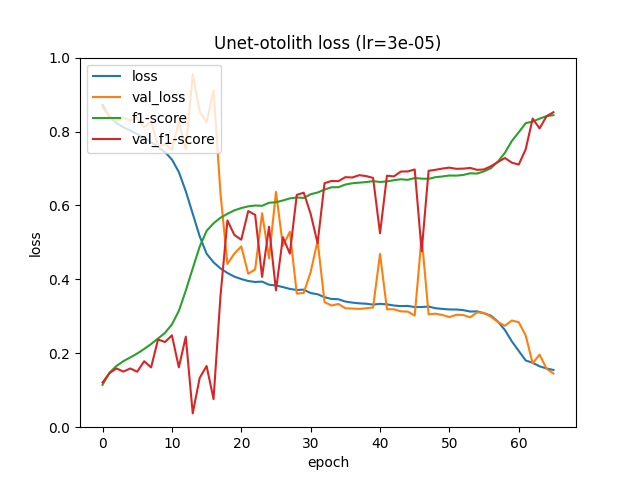 Unet-otolith loss (lr=3e-05)
loss
val_loss
f1-score
val_f1-score
1.0
0.8
0.6
0.4
0.2
0.0
loss
0 10 20 30 40 50 60
epoch